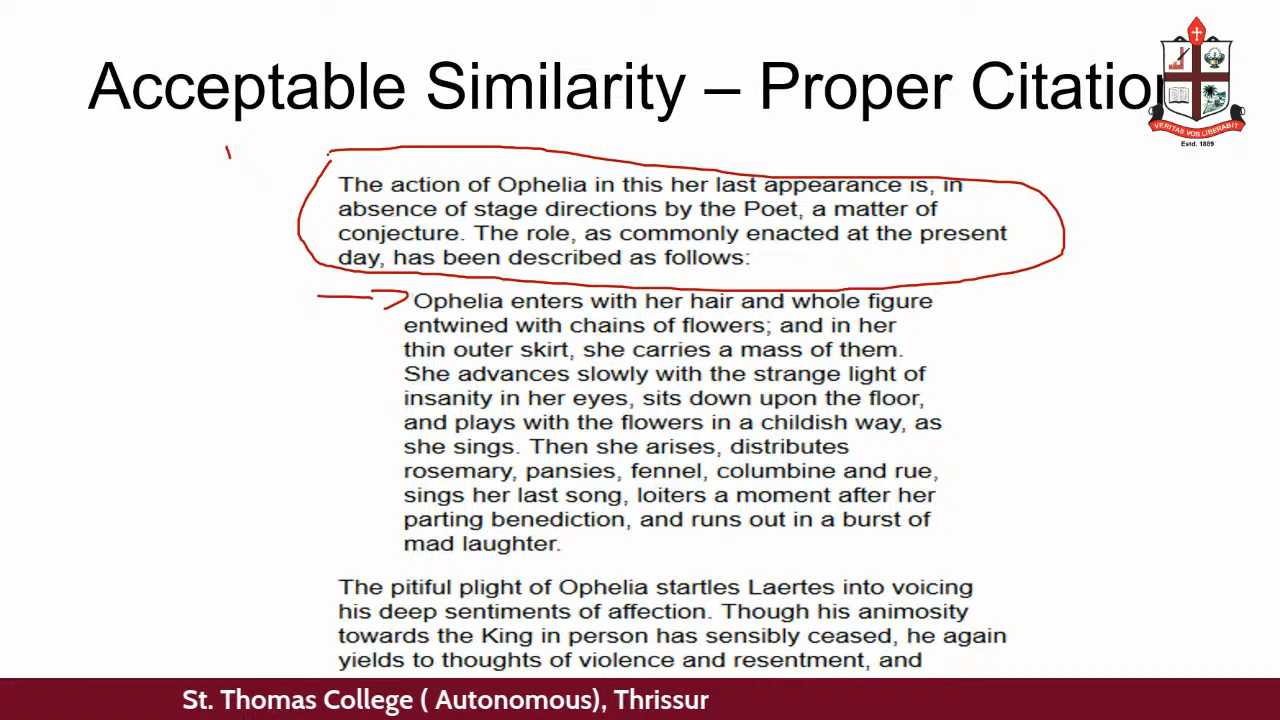 Acceptable Similarity – Proper Citation
VERITAS VOS LIBERABIT
Estd. 1889
The action of Ophelia in this her last appearance is, in
absence of stage directions by the Poet, a matter of
conjecture. The role, as commonly enacted at the present
day, has been described as follows:
Ophelia enters with her hair and whole figure
entwined with chains of flowers; and in her
thin outer skirt, she carries a mass of them.
She advances slowly with the strange light of
insanity in her eyes, sits down upon the floor,
and plays with the flowers in a childish way, as
she sings. Then she arises, distributes
rosemary, pansies, fennel, columbine and rue,
sings her last song, loiters a moment after her
parting benediction, and runs out in a burst of
mad laughter.
The pitiful plight of Ophelia startles Laertes into voicing
his deep sentiments of affection. Though his animosity
towards the King in person has sensibly ceased, he again
yields to thoughts of violence and resentment, and
St. Thomas College ( Autonomous), Thrissur